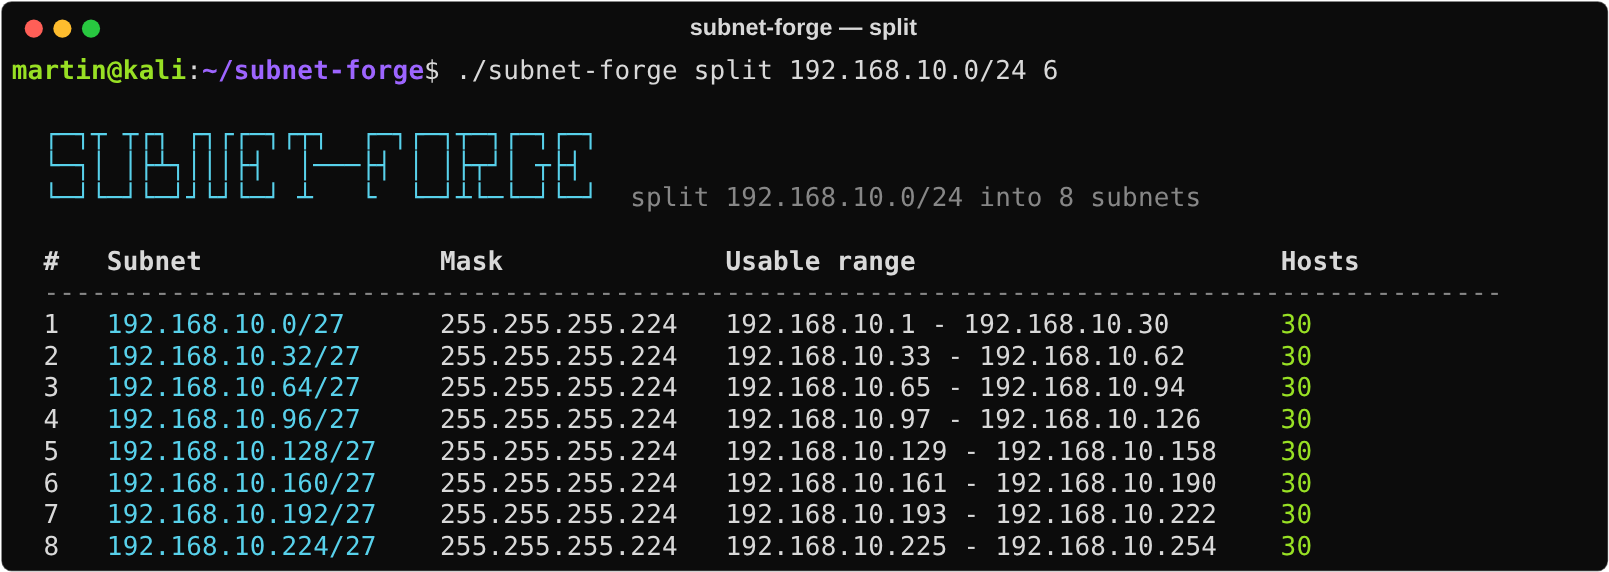 subnet-forge — split
martin@kali:~/subnet-forge$ ./subnet-forge split 192.168.10.0/24 6
SUBNET-FORGE split 192.168.10.0/24 into 8 subnets
# Subnet Mask Usable range Hosts
--------------------------------------------------------------------------------------------
1 192.168.10.0/27 255.255.255.224 192.168.10.1 - 192.168.10.30 30
2 192.168.10.32/27 255.255.255.224 192.168.10.33 - 192.168.10.62 30
3 192.168.10.64/27 255.255.255.224 192.168.10.65 - 192.168.10.94 30
4 192.168.10.96/27 255.255.255.224 192.168.10.97 - 192.168.10.126 30
5 192.168.10.128/27 255.255.255.224 192.168.10.129 - 192.168.10.158 30
6 192.168.10.160/27 255.255.255.224 192.168.10.161 - 192.168.10.190 30
7 192.168.10.192/27 255.255.255.224 192.168.10.193 - 192.168.10.222 30
8 192.168.10.224/27 255.255.255.224 192.168.10.225 - 192.168.10.254 30